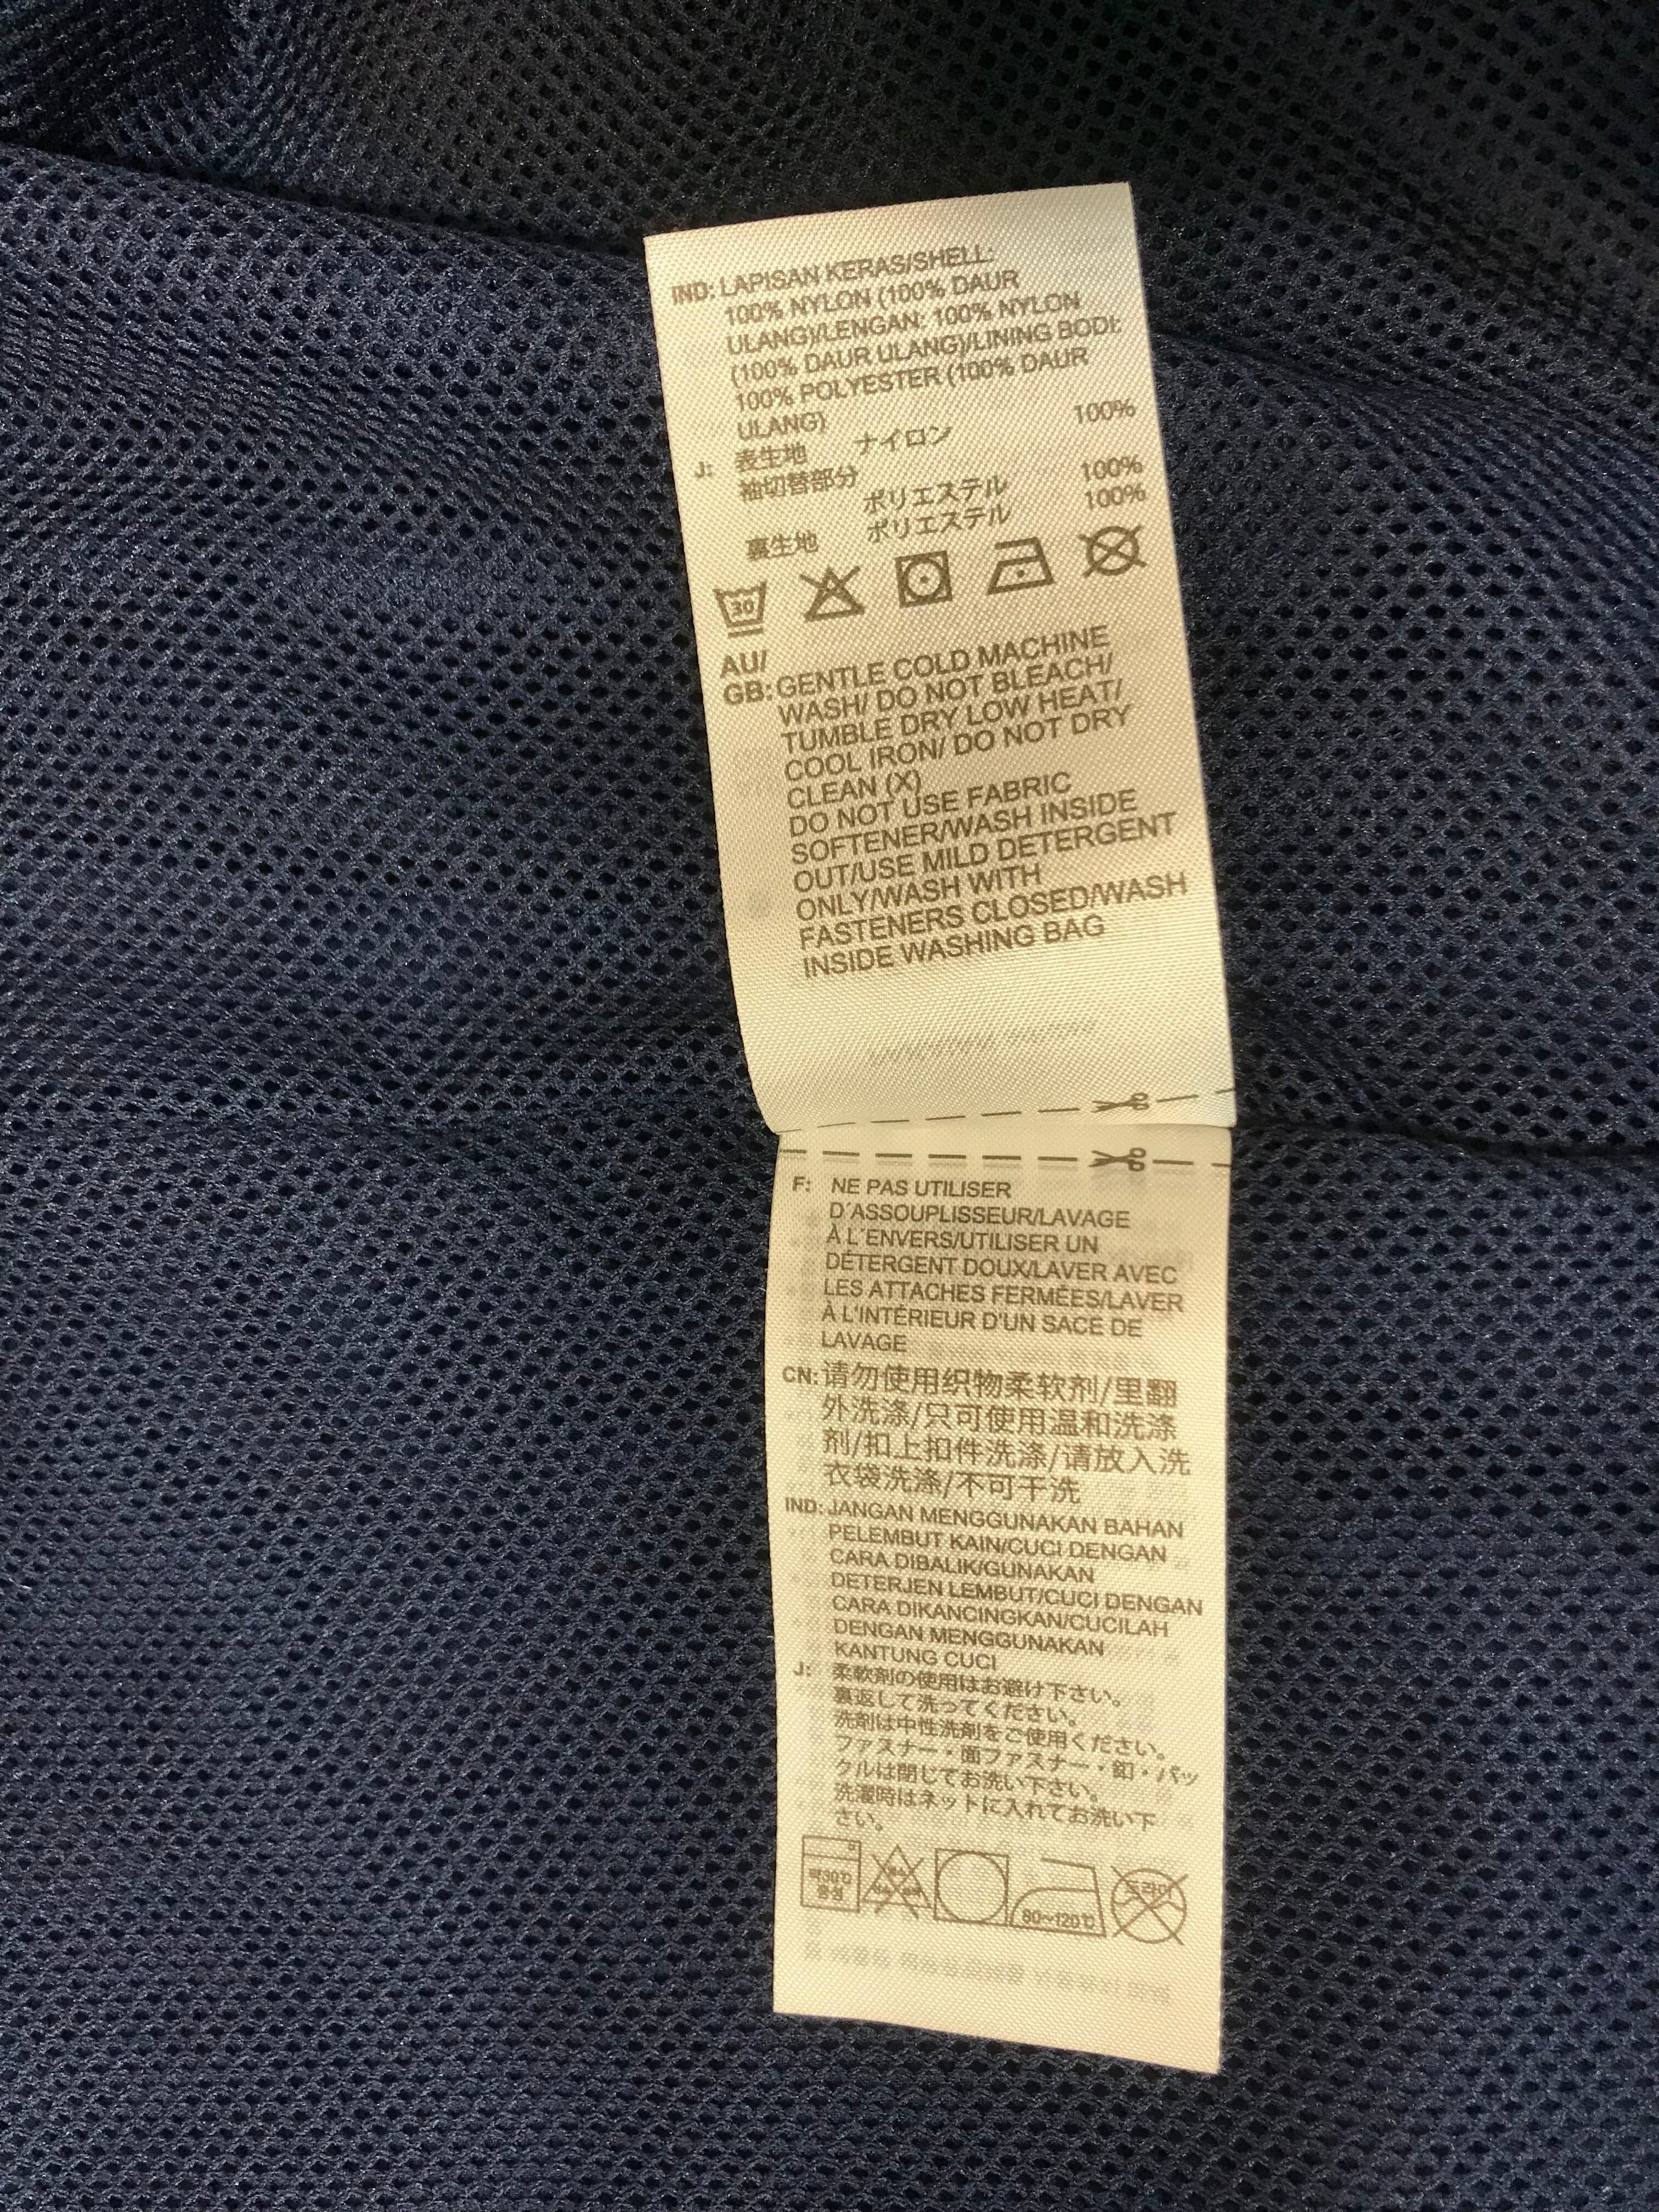 IND: LAPISAN KERAS/SHELL:
100% NYLON (100% DAUR
ULANG)/LENGAN: 100% NYLON
(100% DAUR ULANG)/LINING BODI:
100% POLYESTER (100% DAUR
ULANG)
J: 表生地 ナイロン 100%
袖切替部分
ポリエステル 100%
裏生地 ポリエステル 100%
30
AU/
GB: GENTLE COLD MACHINE
WASH/ DO NOT BLEACH/
TUMBLE DRY LOW HEAT/
COOL IRON/ DO NOT DRY
CLEAN (X)
DO NOT USE FABRIC
SOFTENER/WASH INSIDE
OUT/USE MILD DETERGENT
ONLY/WASH WITH
FASTENERS CLOSED/WASH
INSIDE WASHING BAG
F: NE PAS UTILISER
D´ASSOUPLISSEUR/LAVAGE
À L´ENVERS/UTILISER UN
DÉTERGENT DOUX/LAVER AVEC
LES ATTACHES FERMÉES/LAVER
À L'INTÉRIEUR D'UN SACE DE
LAVAGE
CN: 请勿使用织物柔软剂/里翻
外洗涤/只可使用温和洗涤
剂/扣上扣件洗涤/请放入洗
衣袋洗涤/不可干洗
IND: JANGAN MENGGUNAKAN BAHAN
PELEMBUT KAIN/CUCI DENGAN
CARA DIBALIK/GUNAKAN
DETERJEN LEMBUT/CUCI DENGAN
CARA DIKANCINGKAN/CUCILAH
DENGAN MENGGUNAKAN
KANTUNG CUCI
J: 柔軟剤の使用はお避け下さい。
裏返して洗ってください。
洗剤は中性洗剤をご使用ください。
ファスナー・面ファスナー・釦・バッ
クルは閉じてお洗い下さい。
洗濯時はネットに入れてお洗い下
さい。
약30℃
중성
80~120℃
드라이